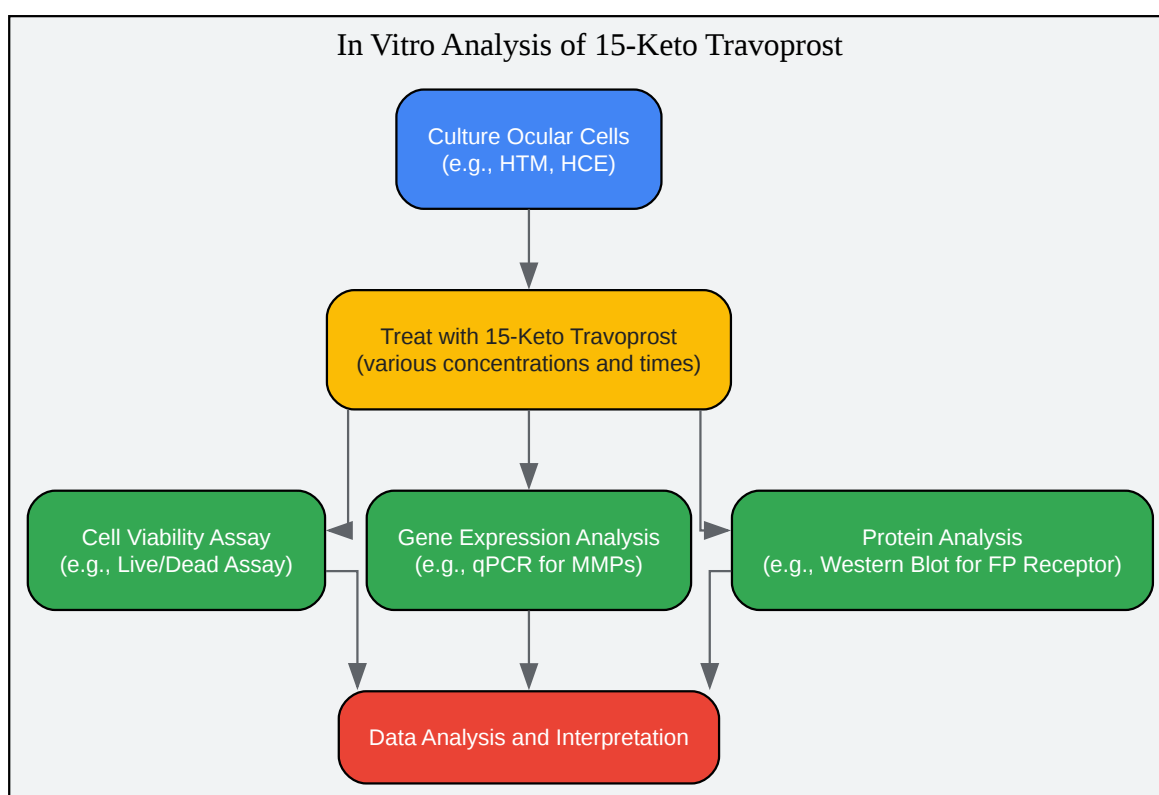 In Vitro Analysis of 15-Keto Travoprost
Culture Ocular Cells
(e.g., HTM, HCE)
Treat with 15-Keto Travoprost
(various concentrations and times)
Cell Viability Assay
(e.g., Live/Dead Assay)
Gene Expression Analysis
(e.g., qPCR for MMPs)
Protein Analysis
(e.g., Western Blot for FP Receptor)
Data Analysis and Interpretation